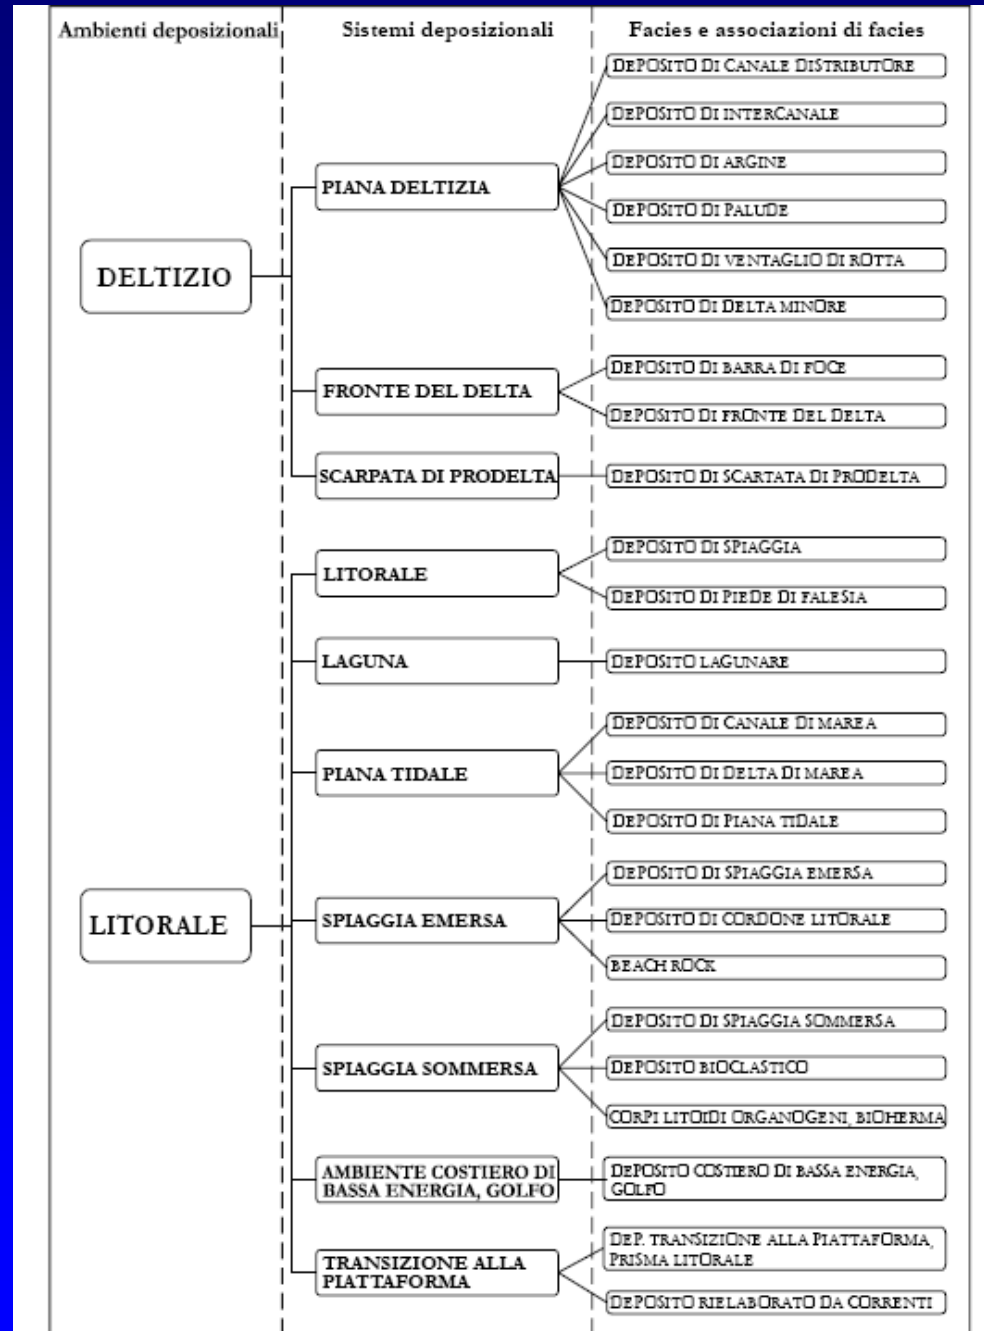 Ambienti deposizionali
Sistemi deposizionali
Facies e associazioni di facies
DELTIZIO
PIANA DELTIZIA
DEPOSITO DI CANALE DISTRIBUTORE
DEPOSITO DI INTERCANALE
DEPOSITO DI ARGINE
DEPOSITO DI PALUDE
DEPOSITO DI VENTAGLIO DI ROTTA
DEPOSITO DI DELTA MINORE
FRONTE DEL DELTA
DEPOSITO DI BARRA DI FOCE
DEPOSITO DI FRONTE DEL DELTA
SCARPATA DI PRODELTA
DEPOSITO DI SCARTATA DI PRODELTA
LITORALE
LITORALE
DEPOSITO DI SPIAGGIA
DEPOSITO DI PIEDE DI FALESIA
LAGUNA
DEPOSITO LAGUNARE
PIANA TIDALE
DEPOSITO DI CANALE DI MAREA
DEPOSITO DI DELTA DI MAREA
DEPOSITO DI PIANA TIDALE
SPIAGGIA EMERSA
DEPOSITO DI SPIAGGIA EMERSA
DEPOSITO DI CORDONE LITORALE
BEACH ROCK
SPIAGGIA SOMMERSA
DEPOSITO DI SPIAGGIA SOMMERSA
DEPOSITO BIOCLASTICO
CORPI LITOIDI ORGANOGENI, BIOHERMA
AMBIENTE COSTIERO DI
BASSA ENERGIA, GOLFO
DEPOSITO COSTIERO DI BASSA ENERGIA,
GOLFO
TRANSIZIONE ALLA
PIATTAFORMA
DEP. TRANSIZIONE ALLA PIATTAFORMA,
PRISMA LITORALE
DEPOSITO RIELABORATO DA CORRENTI